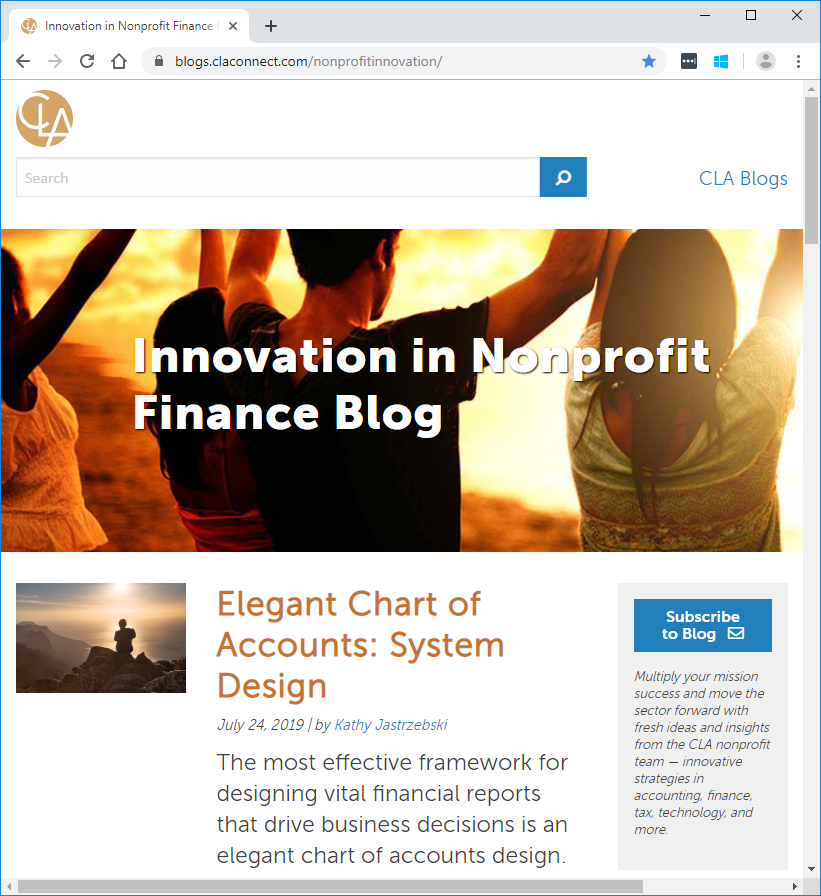 Innovation in Nonprofit Finance
blogs.claconnect.com/nonprofitinnovation/
CLA
Search
CLA Blogs
Innovation in Nonprofit
Finance Blog
Elegant Chart of
Accounts: System
Design
July 24, 2019 | by Kathy Jastrzebski
The most effective framework for
designing vital financial reports
that drive business decisions is an
elegant chart of accounts design.
Subscribe
to Blog
Multiply your mission
success and move the
sector forward with
fresh ideas and insights
from the CLA nonprofit
team — innovative
strategies in
accounting, finance,
tax, technology, and
more.